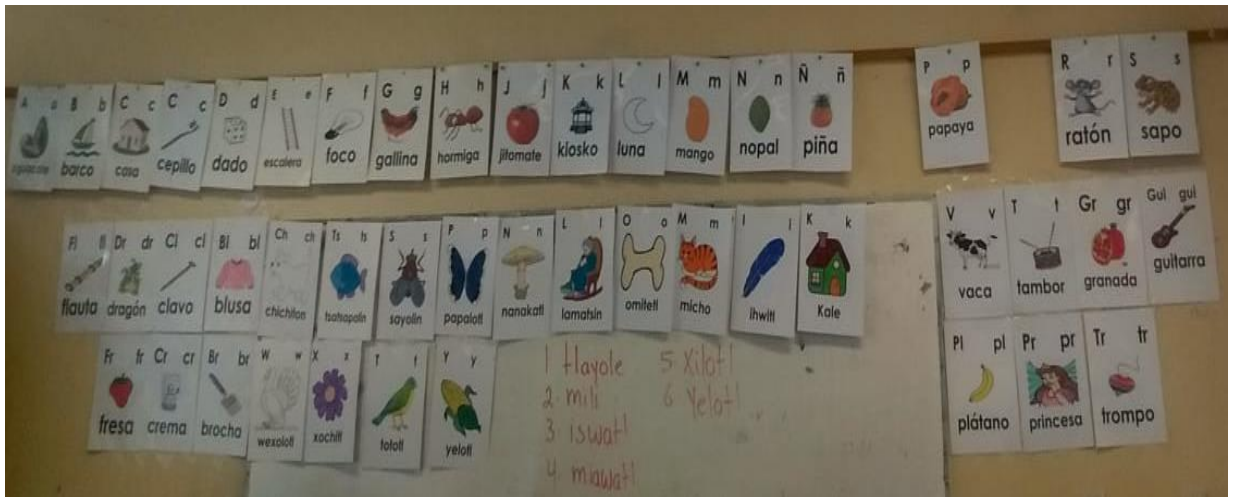 A a
aguacate
B b
barco
C c
casa
C c
cepillo
D d
dado
E e
escalera
F f
foco
G g
gallina
H h
hormiga
J j
jitomate
K k
kiosko
L l
luna
M m
mango
N n
nopal
Ñ ñ
piña
P p
papaya
R r
ratón
S s
sapo
Fl fl
flauta
Dr dr
dragón
Cl cl
clavo
Bl bl
blusa
Ch ch
chichiton
Ts ts
tsatsapalin
S s
sayolin
P p
papalotl
N n
nanakatl
L l
lamatsin
O o
omitetl
M m
micho
I i
ihwitl
K k
Kale
V v
vaca
T t
tambor
Gr gr
granada
Gui gui
guitarra
Fr fr
fresa
Cr cr
crema
Br br
brocha
W w
wexolotl
X x
xochitl
T t
tototl
Y y
yelotl
1 tlayole
2. mili
3. iswatl
4. miawatl
5 Xilotl
6 Yelotl
Pl pl
plátano
Pr pr
princesa
Tr tr
trompo